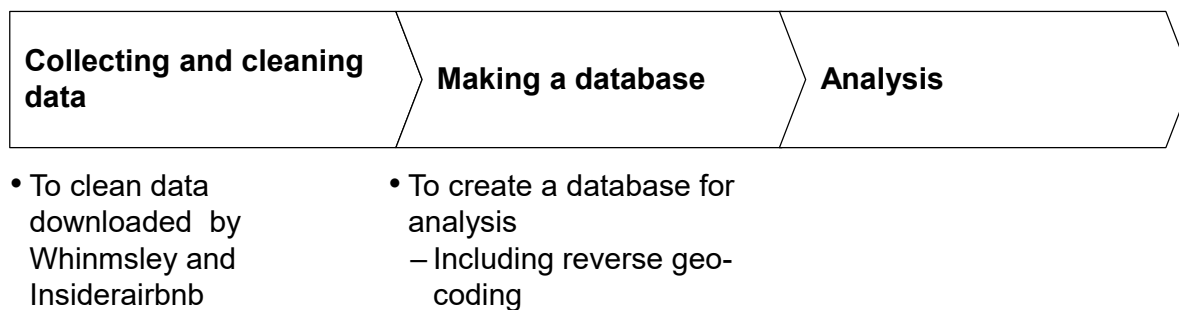 Collecting and cleaning
data
Making a database
Analysis
• To clean data
downloaded by
Whinmsley and
Insiderairbnb
• To create a database for
analysis
– Including reverse geo-
coding